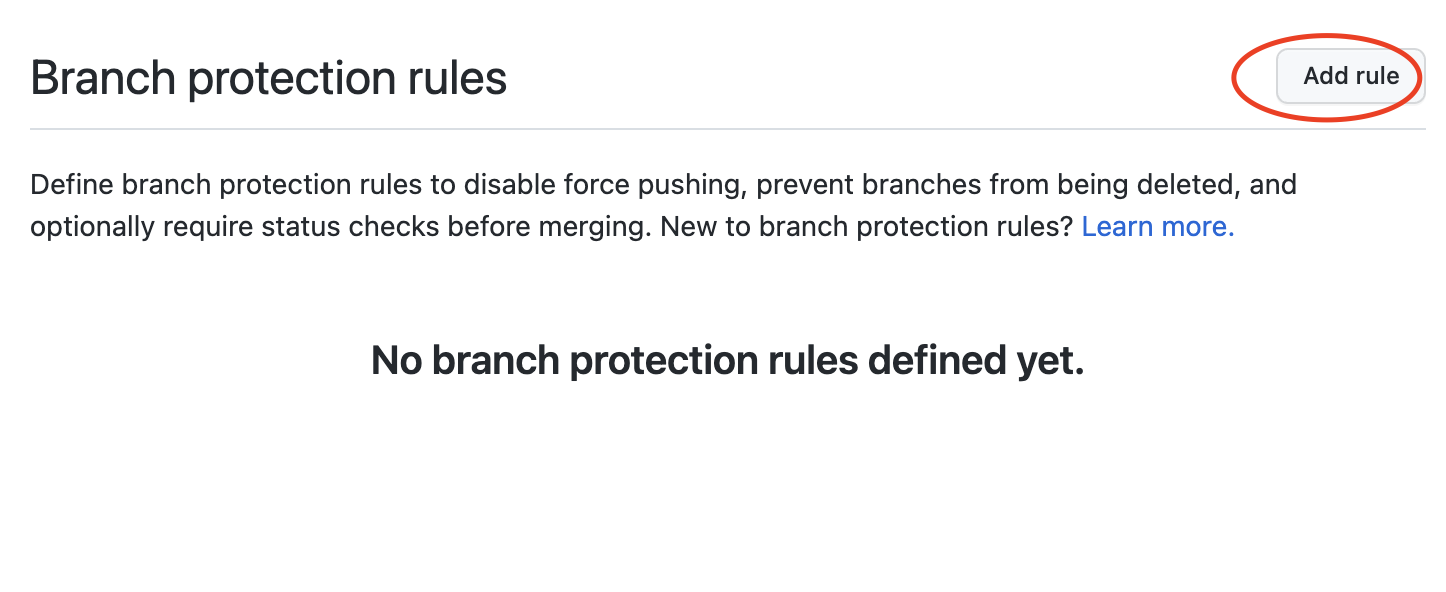 Branch protection rules
Add rule
Define branch protection rules to disable force pushing, prevent branches from being deleted, and
optionally require status checks before merging. New to branch protection rules? Learn more.
No branch protection rules defined yet.